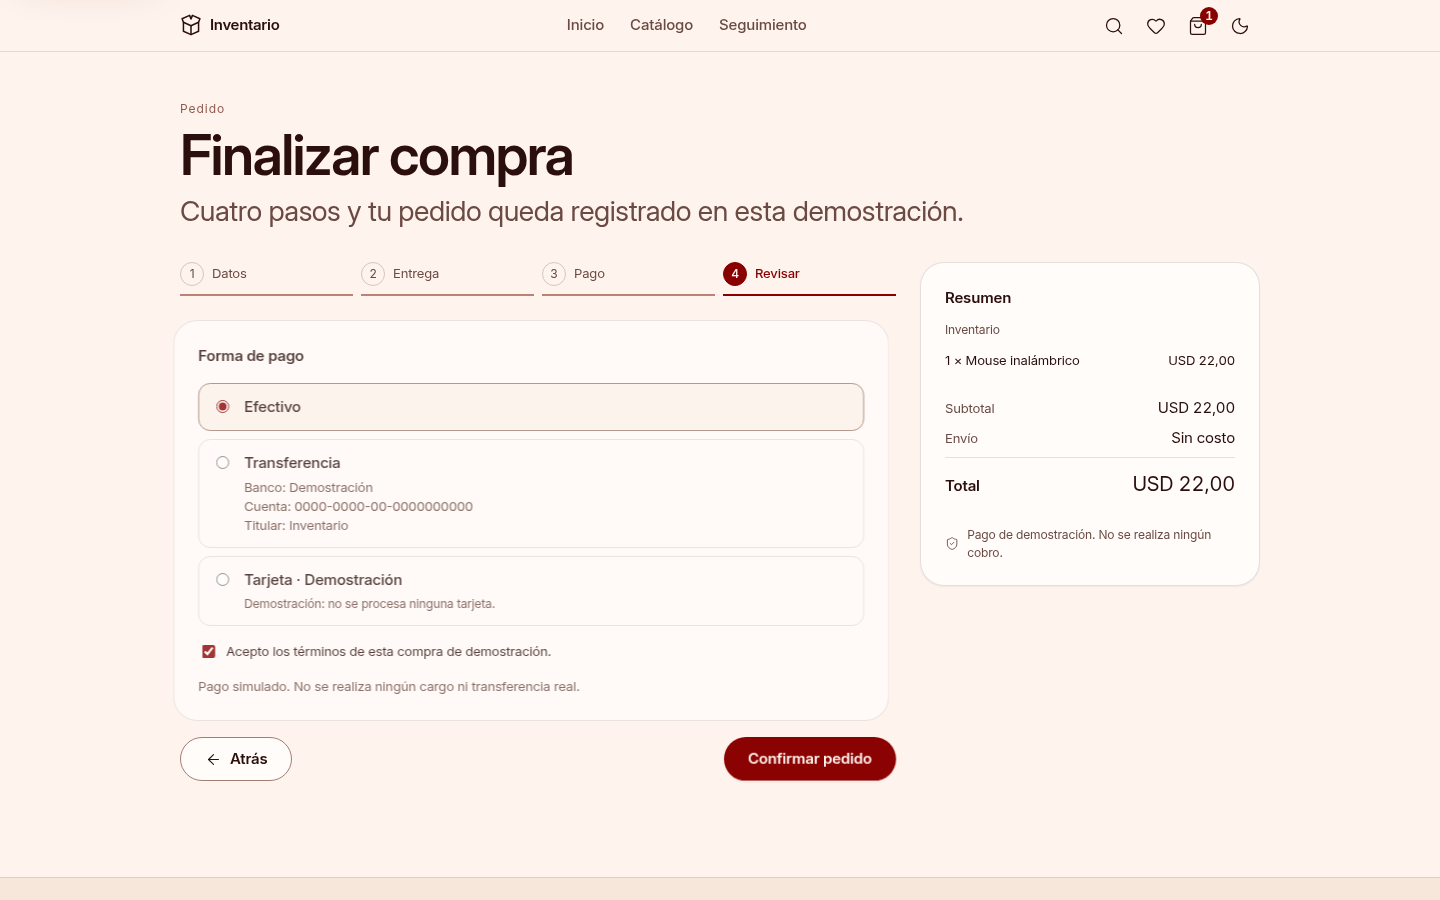 Inventario
Inicio
Catálogo
Seguimiento
1
Pedido
Finalizar compra
Cuatro pasos y tu pedido queda registrado en esta demostración.
1 Datos
2 Entrega
3 Pago
4 Revisar
Forma de pago
Efectivo
Transferencia
Banco: Demostración
Cuenta: 0000-0000-00-0000000000
Titular: Inventario
Tarjeta · Demostración
Demostración: no se procesa ninguna tarjeta.
Acepto los términos de esta compra de demostración.
Pago simulado. No se realiza ningún cargo ni transferencia real.
Atrás
Confirmar pedido
Resumen
Inventario
1 × Mouse inalámbrico USD 22,00
Subtotal USD 22,00
Envío Sin costo
Total USD 22,00
Pago de demostración. No se realiza ningún
cobro.